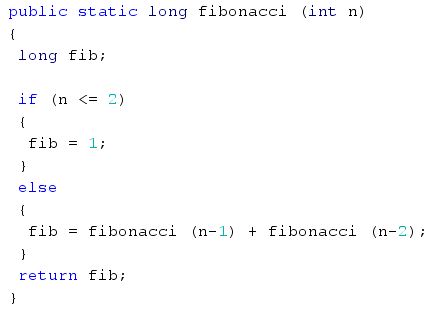 public static long fibonacci (int n)
{
 long fib;

 if (n <= 2)
 {
  fib = 1;
 }
 else
 {
  fib = fibonacci (n-1) + fibonacci (n-2);
 }
 return fib;
}